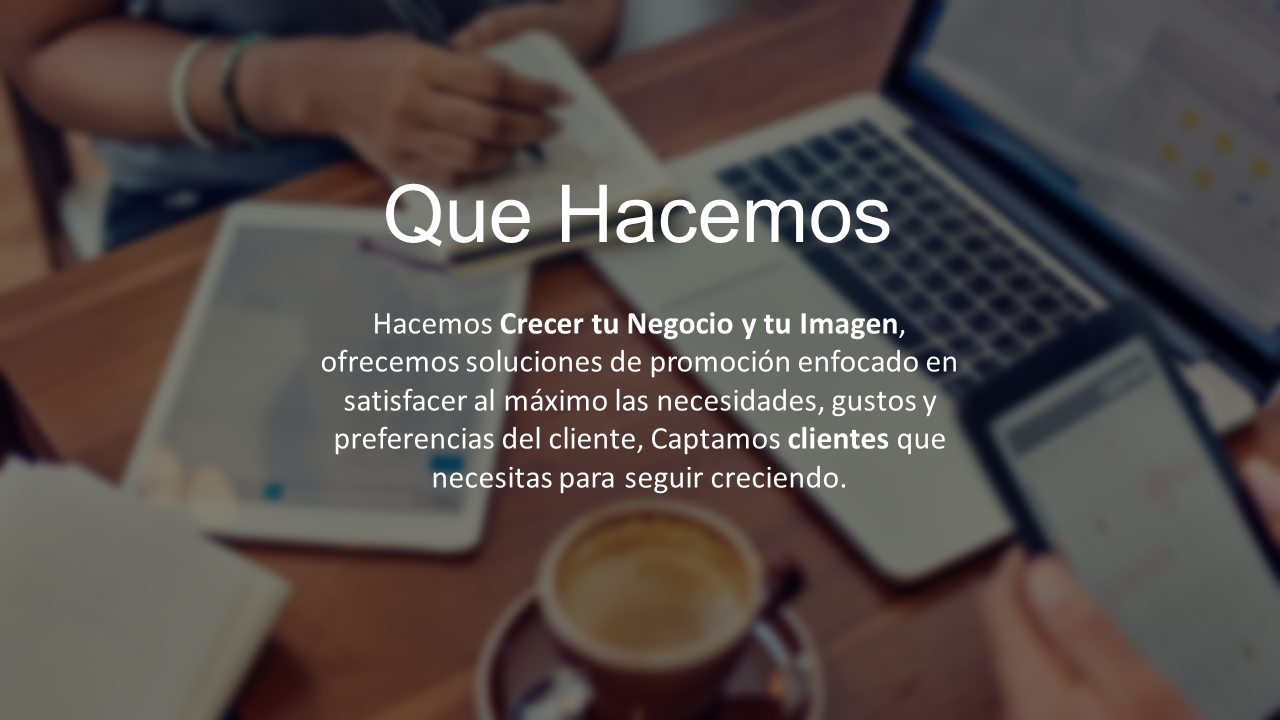 Que Hacemos
Hacemos Crecer tu Negocio y tu Imagen,
ofrecemos soluciones de promoción enfocado en
satisfacer al máximo las necesidades, gustos y
preferencias del cliente, Captamos clientes que
necesitas para seguir creciendo.